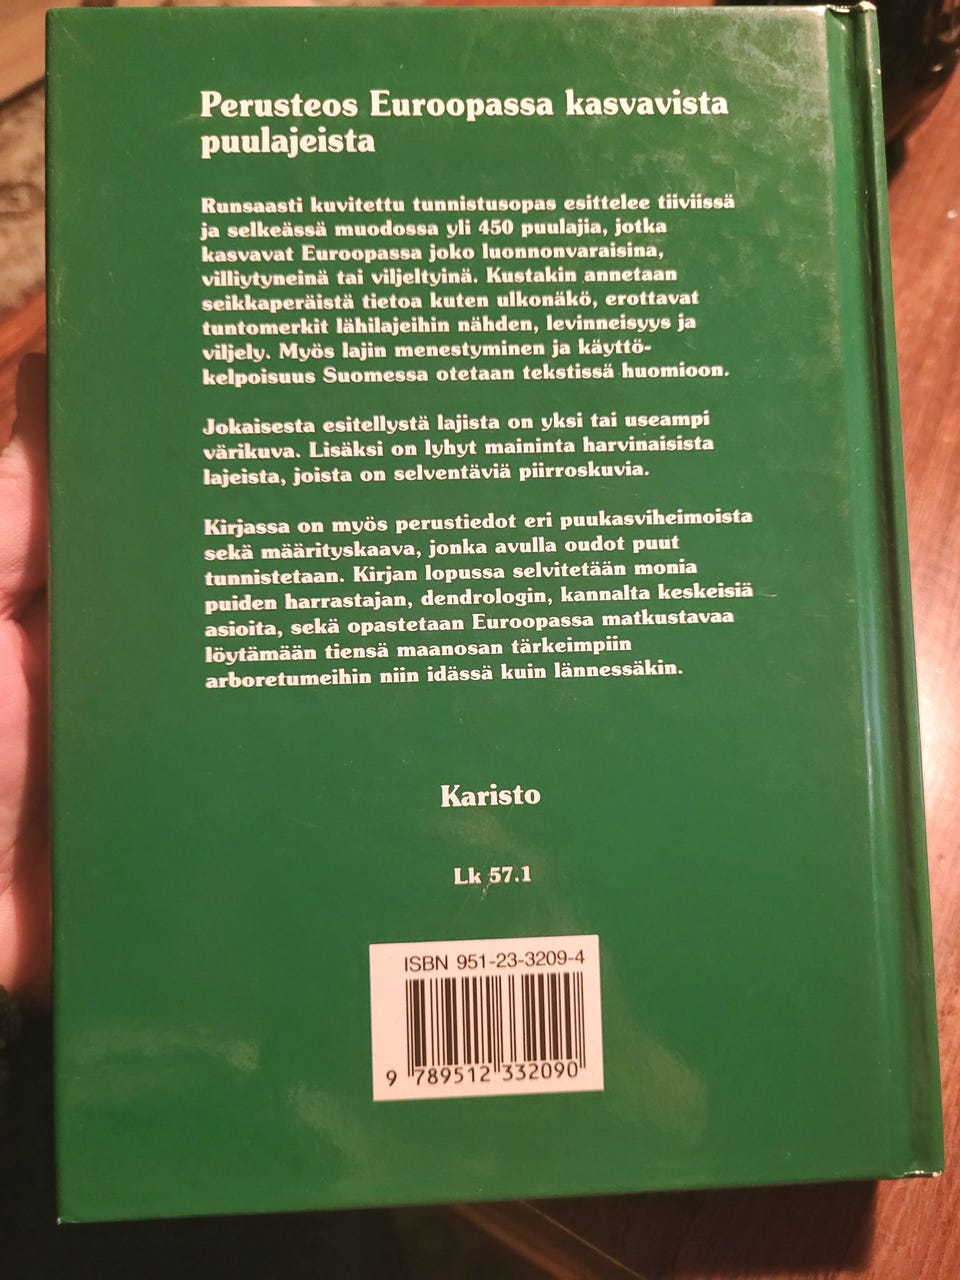 Perusteos Euroopassa kasvavista
puulajeista
Runsaasti kuvitettu tunnistusopas esittelee tiiviissä
ja selkeässä muodossa yli 450 puulajia, jotka
kasvavat Euroopassa joko luonnonvaraisina,
villiytyneinä tai viljeltyinä. Kustakin annetaan
seikkaperäistä tietoa kuten ulkonäkö, erottavat
tuntomerkit lähilajeihin nähden, levinneisyys ja
viljely. Myös lajin menestyminen ja käyttö-
kelpoisuus Suomessa otetaan tekstissä huomioon.
Jokaisesta esitellystä lajista on yksi tai useampi
värikuva. Lisäksi on lyhyt maininta harvinaisista
lajeista, joista on selventäviä piirroskuvia.
Kirjassa on myös perustiedot eri puukasviheimoista
sekä määrityskaava, jonka avulla oudot puut
tunnistetaan. Kirjan lopussa selvitetään monia
puiden harrastajan, dendrologin, kannalta keskeisiä
asioita, sekä opastetaan Euroopassa matkustavaa
löytämään tiensä maanosan tärkeimpiin
arboretumeihin niin idässä kuin lännessäkin.
Karisto
Lk 57.1
ISBN 951-23-3209-4
9 789512 332090